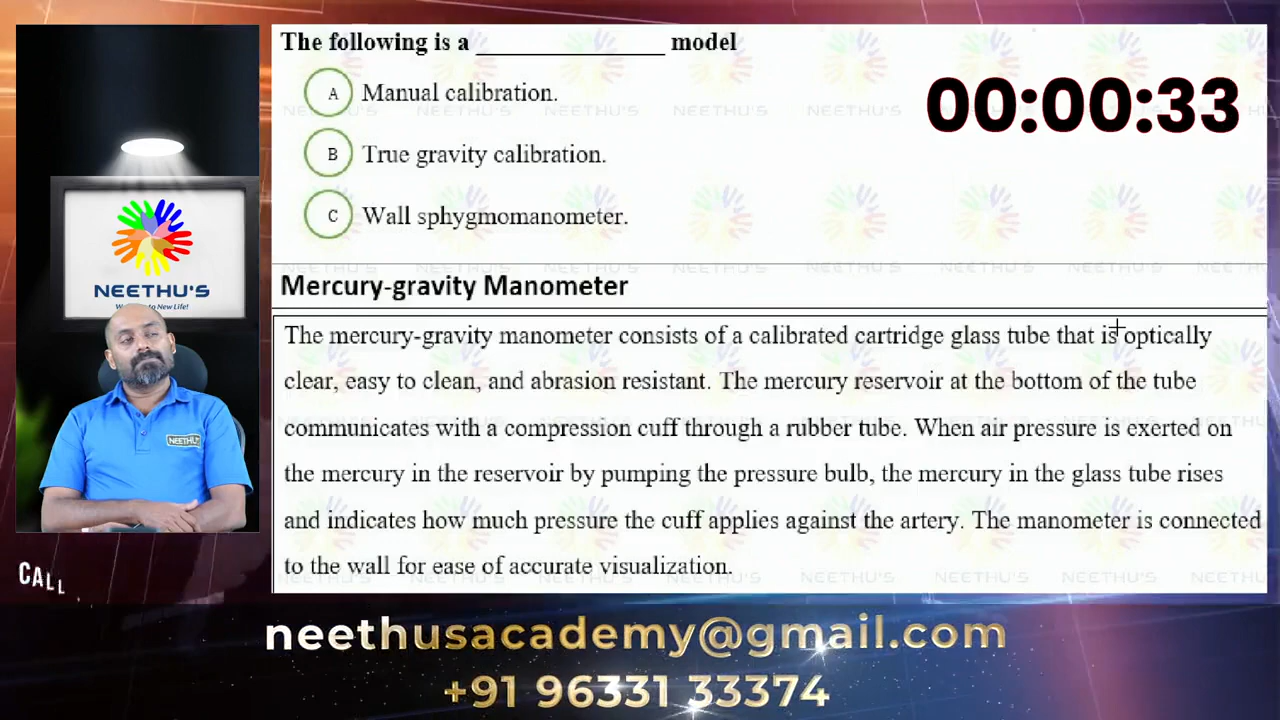 The following is a ______________ model
00:00:33
A Manual calibration.
B True gravity calibration.
C Wall sphygmomanometer.
Mercury-gravity Manometer
The mercury-gravity manometer consists of a calibrated cartridge glass tube that is optically
clear, easy to clean, and abrasion resistant. The mercury reservoir at the bottom of the tube
communicates with a compression cuff through a rubber tube. When air pressure is exerted on
the mercury in the reservoir by pumping the pressure bulb, the mercury in the glass tube rises
and indicates how much pressure the cuff applies against the artery. The manometer is connected
to the wall for ease of accurate visualization.
NEETHU'S
NEETHU'S
CALL
neethusacademy@gmail.com
+91 96331 33374